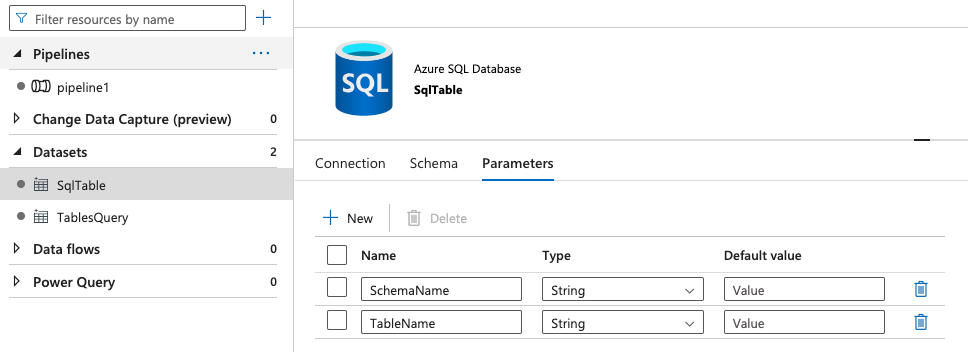 Filter resources by name
Pipelines
pipeline1
Change Data Capture (preview) 0
Datasets 2
SqlTable
TablesQuery
Data flows 0
Power Query 0
SQL
Azure SQL Database
SqlTable
Connection Schema Parameters
New Delete
Name Type Default value
SchemaName String Value
TableName String Value